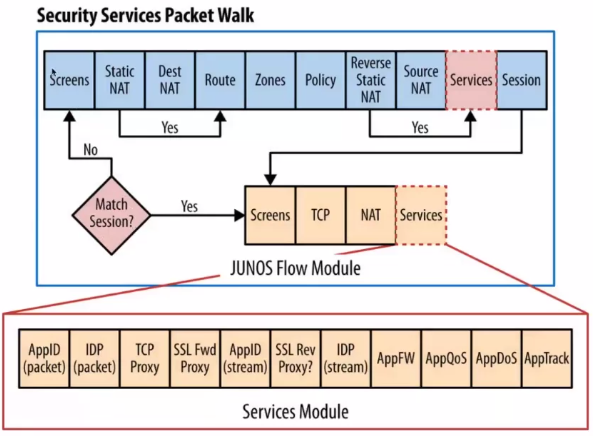 Security Services Packet Walk
Screens
Static
NAT
Dest
NAT
Route
Zones
Policy
Reverse
Static
NAT
Source
NAT
Services
Session
Yes
Yes
No
Match
Session?
Yes
Screens
TCP
NAT
Services
JUNOS Flow Module
AppID
(packet)
IDP
(packet)
TCP
Proxy
SSL Fwd
Proxy
AppID
(stream)
SSL Rev
Proxy?
IDP
(stream)
AppFW
AppQoS
AppDoS
AppTrack
Services Module